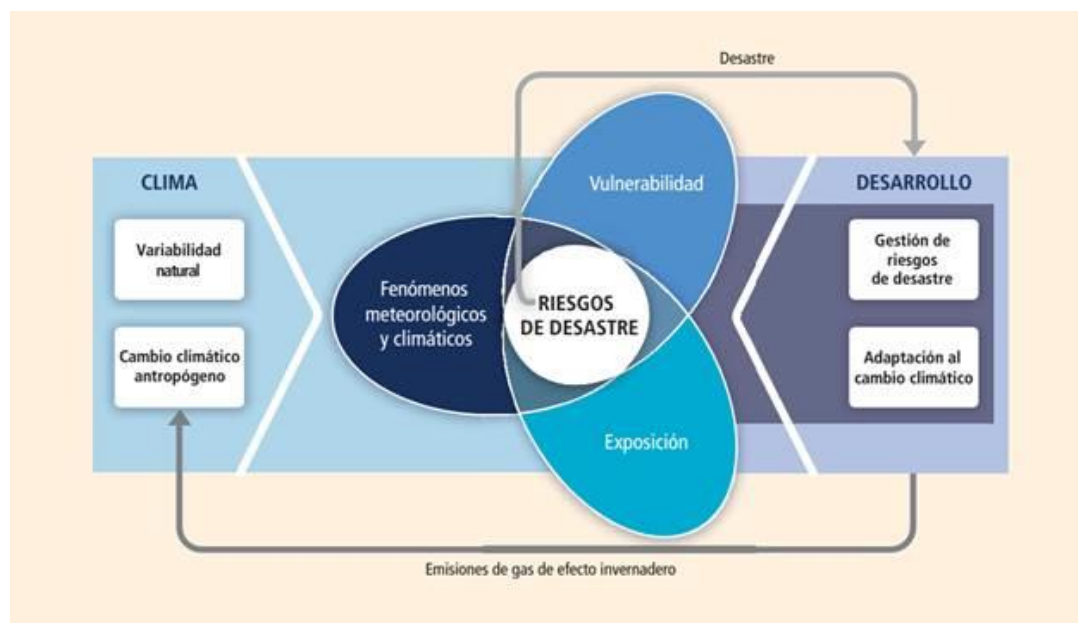 Desastre
CLIMA
Variabilidad
natural
Cambio climático
antropógeno
Fenómenos
meteorológicos
y climáticos
Vulnerabilidad
RIESGOS
DE DESASTRE
Exposición
DESARROLLO
Gestión de
riesgos
de desastre
Adaptación al
cambio climático
Emisiones de gas de efecto invernadero